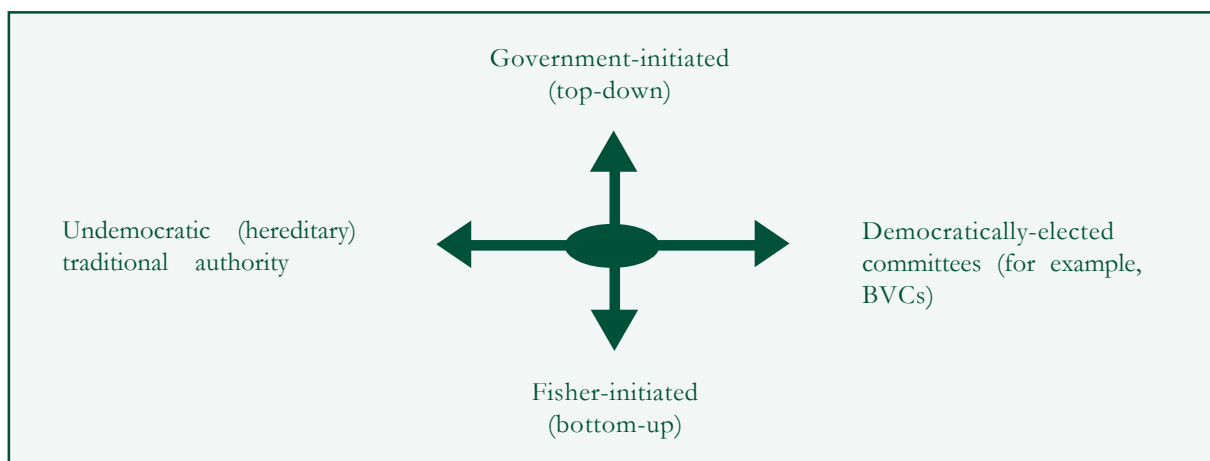 Government-initiated
(top-down)
Undemocratic (hereditary)
traditional authority
Democratically-elected
committees (for example,
BVCs)
Fisher-initiated
(bottom-up)